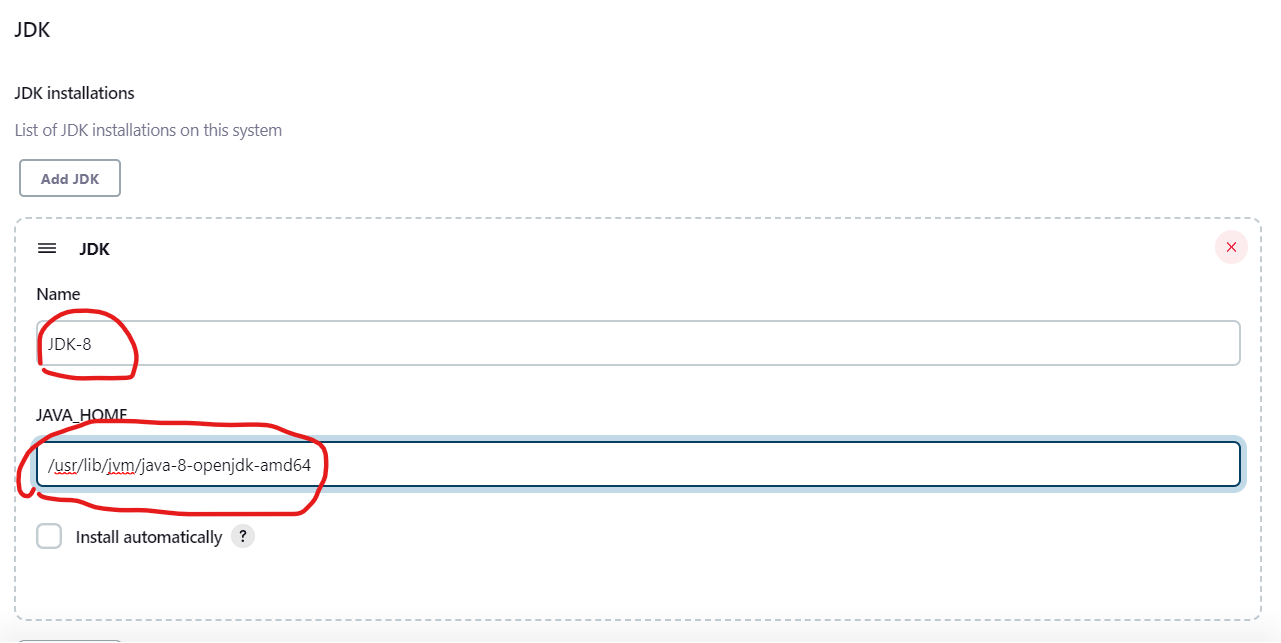 JDK
JDK installations
List of JDK installations on this system
Add JDK
JDK
Name
JDK-8
JAVA_HOME
/usr/lib/jvm/java-8-openjdk-amd64
Install automatically ?